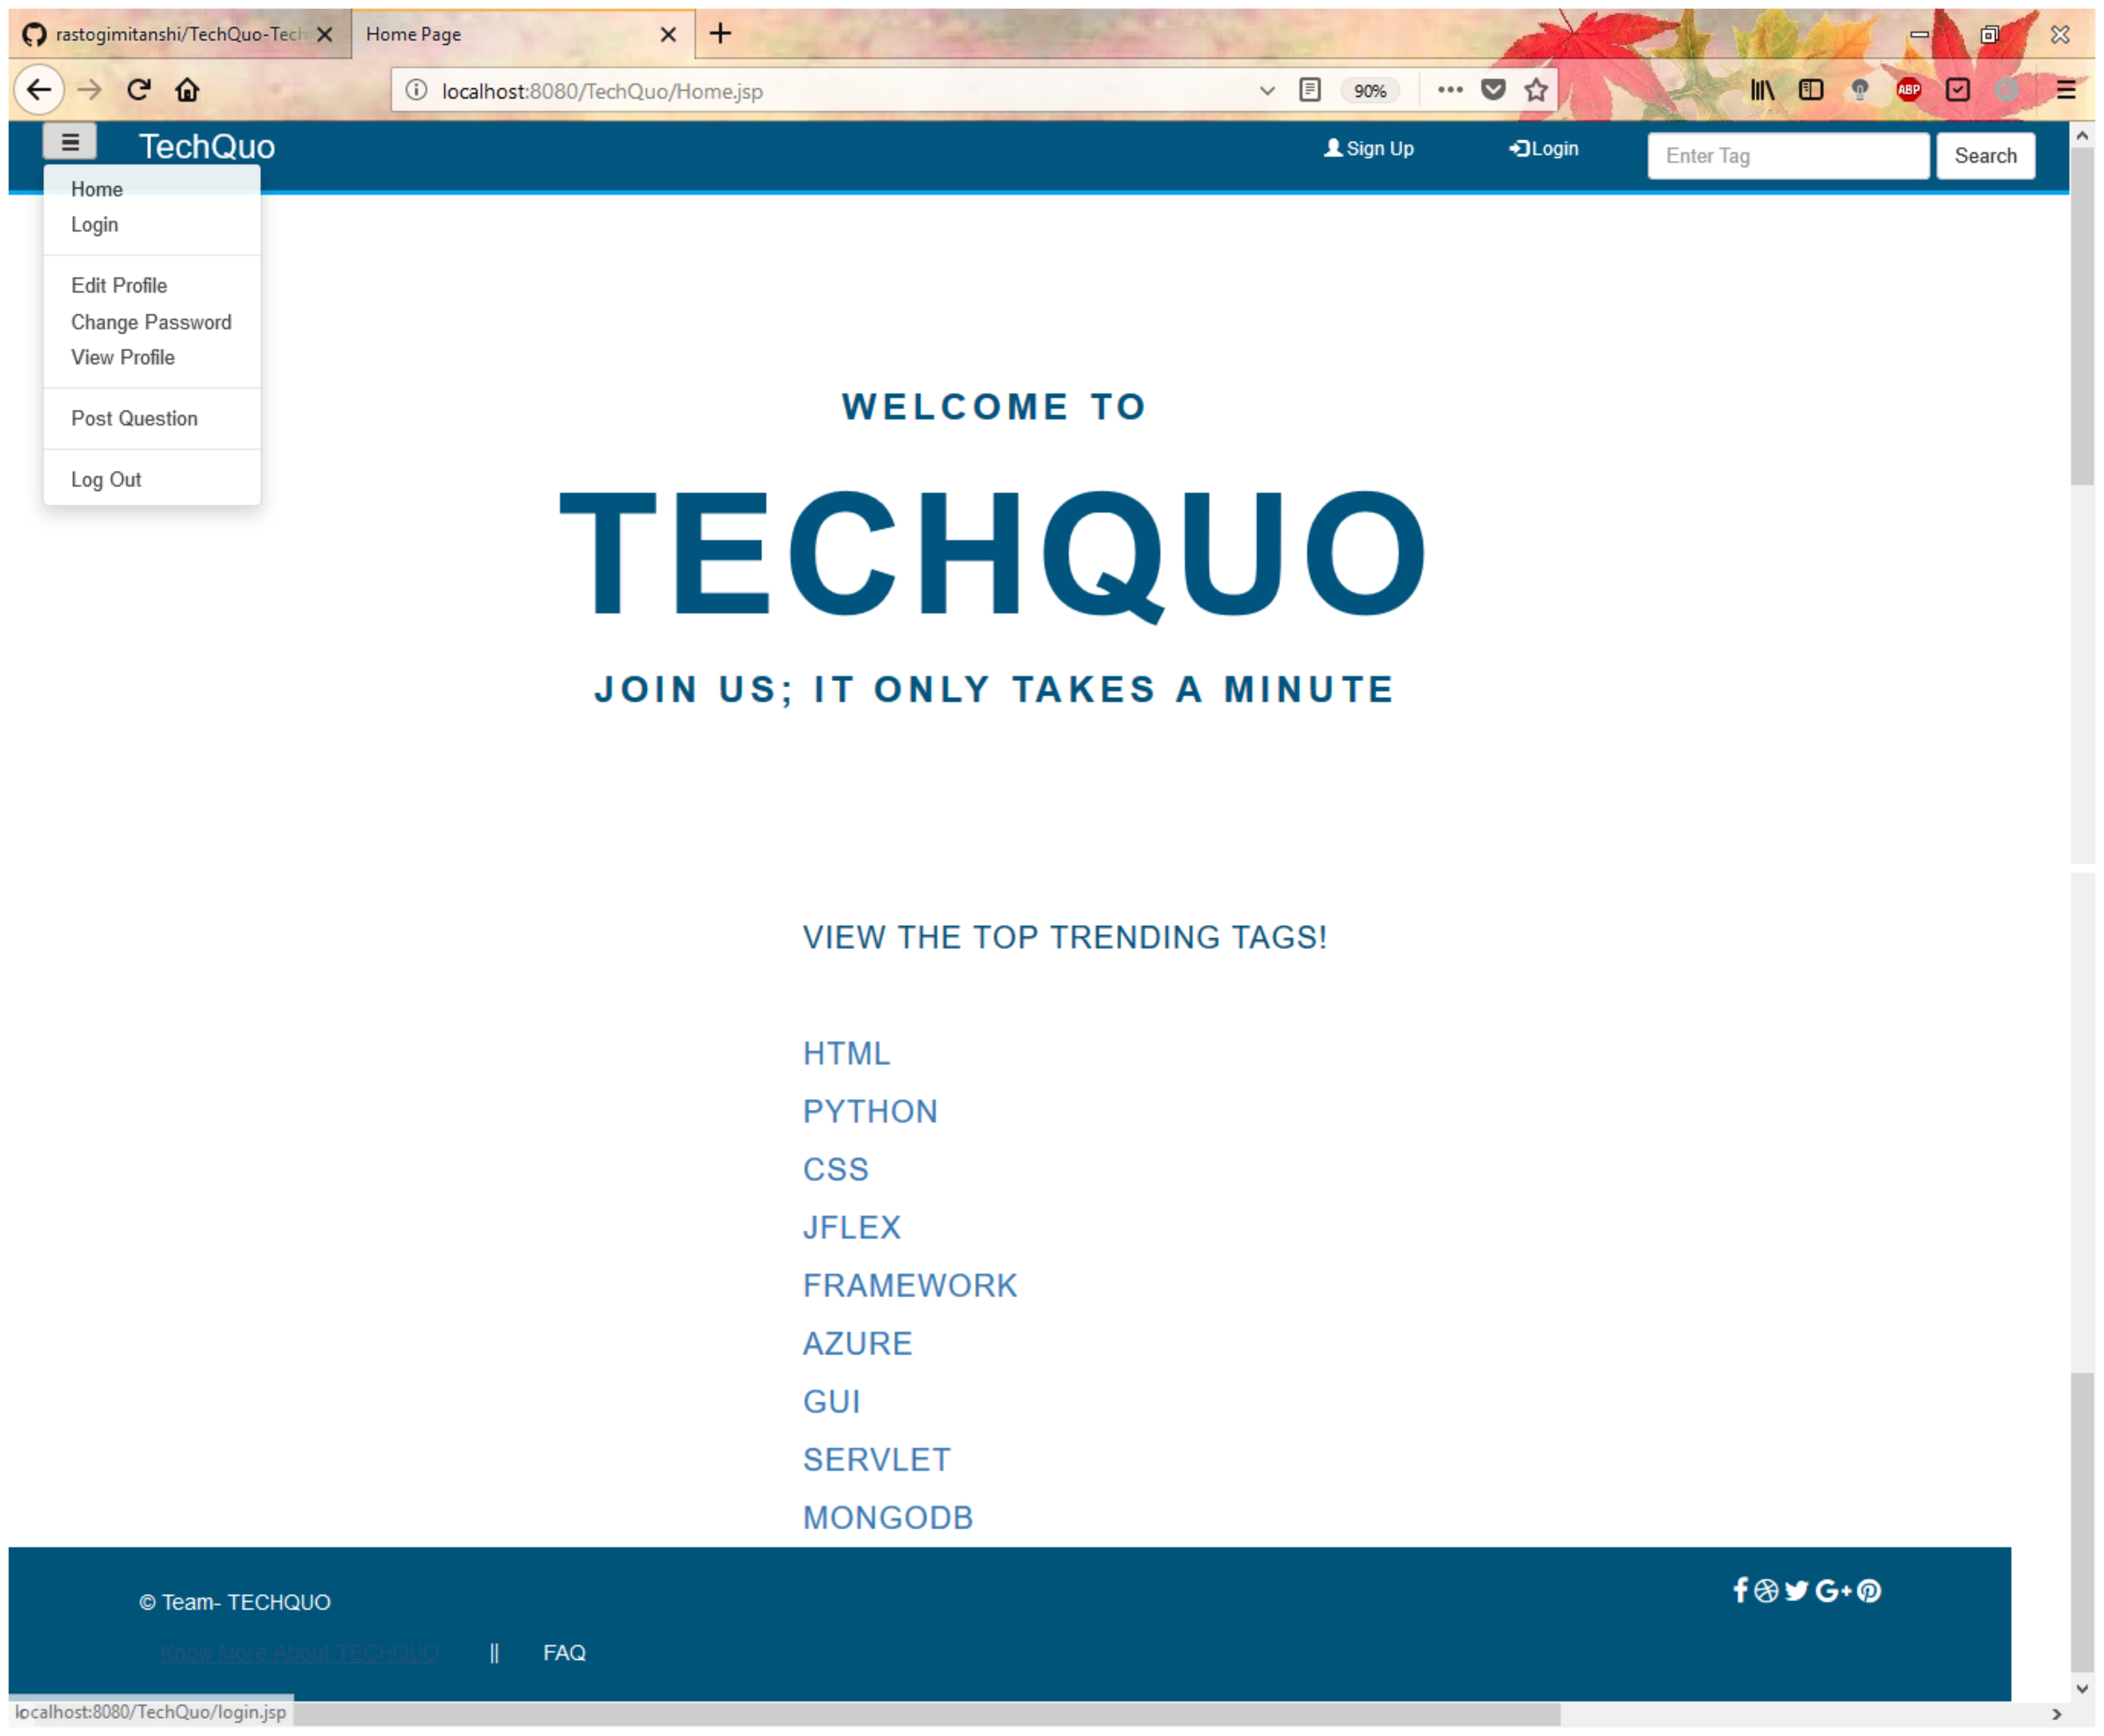 rastogimitanshi/TechQuo-Tech
Home Page
localhost:8080/TechQuo/Home.jsp
90%
ABP
TechQuo
Sign Up
Login
Enter Tag
Search
Home
Login
Edit Profile
Change Password
View Profile
Post Question
Log Out
WELCOME TO
TECHQUO
JOIN US; IT ONLY TAKES A MINUTE
VIEW THE TOP TRENDING TAGS!
HTML
PYTHON
CSS
JFLEX
FRAMEWORK
AZURE
GUI
SERVLET
MONGODB
© Team- TECHQUO
Know More About TECHQUO || FAQ
localhost:8080/TechQuo/login.jsp